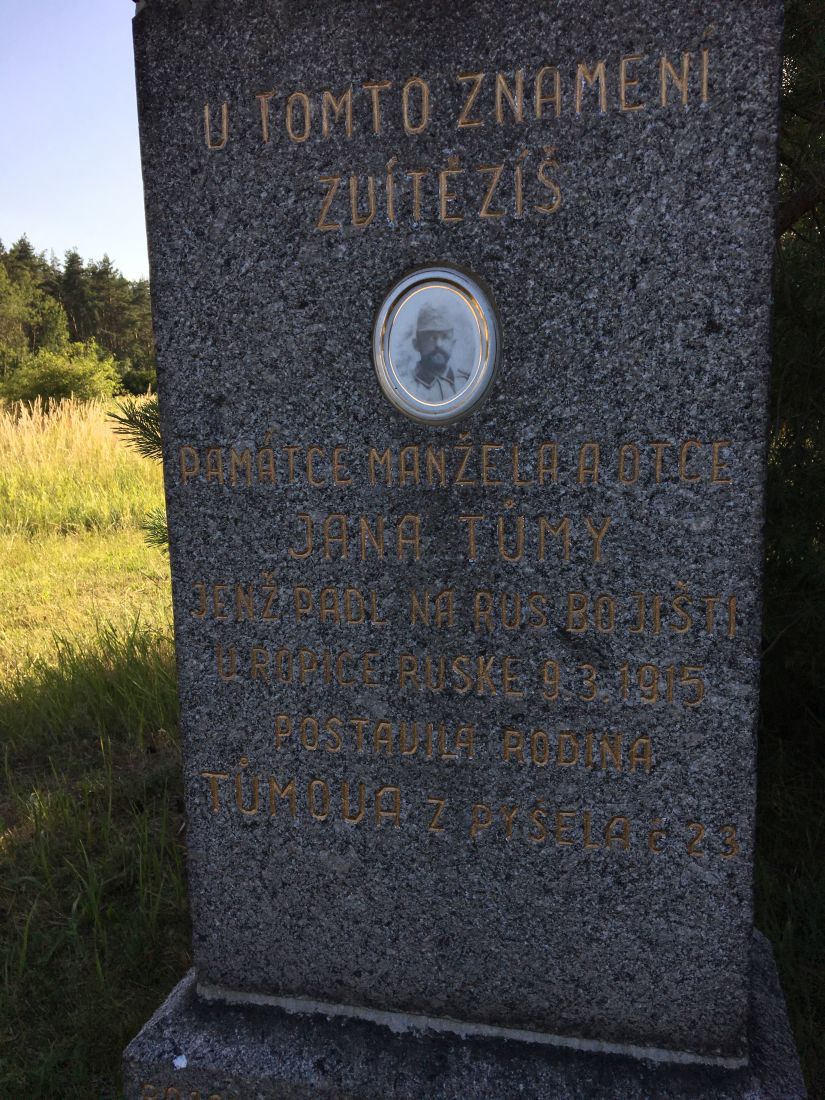 U TOMTO ZNAMENÍ
ZVÍTĚZÍŠ
PAMÁTCE MANŽELA A OTCE
JANA TŮMY
JENŽ PADL NA RUS BOJIŠTI
U ROPICE RUSKE 9.3.1915
POSTAVILA RODINA
TŮMOVA Z PYŠELA č 23